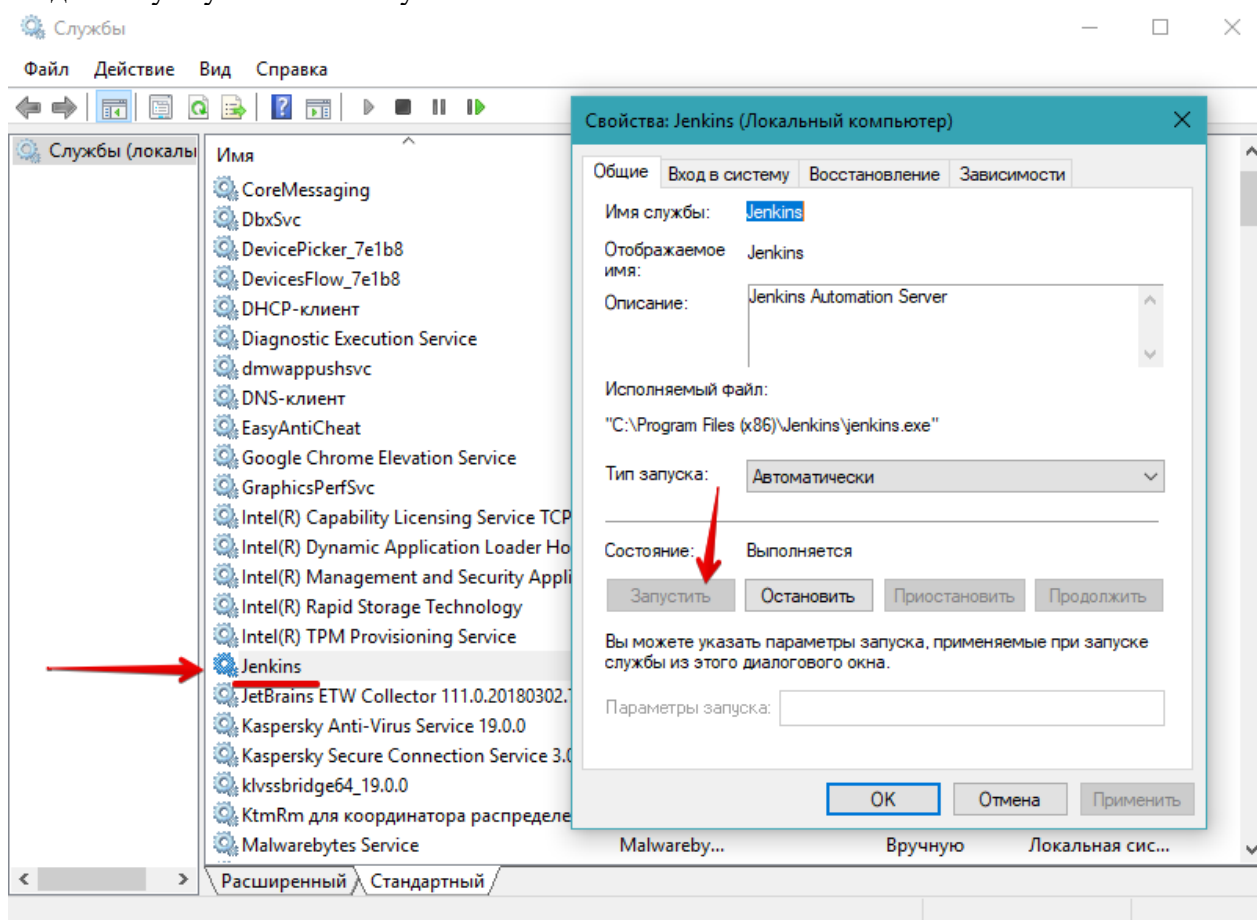 Службы
Файл Действие Вид Справка
Службы (локалы
Имя
CoreMessaging
DbxSvc
DevicePicker_7e1b8
DevicesFlow_7e1b8
DHCP-клиент
Diagnostic Execution Service
dmwappushsvc
DNS-клиент
EasyAntiCheat
Google Chrome Elevation Service
GraphicsPerfSvc
Intel(R) Capability Licensing Service TCP
Intel(R) Dynamic Application Loader Ho
Intel(R) Management and Security Appli
Intel(R) Rapid Storage Technology
Intel(R) TPM Provisioning Service
Jenkins
JetBrains ETW Collector 111.0.20180302.
Kaspersky Anti-Virus Service 19.0.0
Kaspersky Secure Connection Service 3.0
klvssbridge64_19.0.0
KtmRm для координатора распределе
Malwarebytes Service Malwareby... Вручную Локальная сис...
Расширенный Стандартный
Свойства: Jenkins (Локальный компьютер)
Общие Вход в систему Восстановление Зависимости
Имя службы: Jenkins
Отображаемое имя: Jenkins
Описание: Jenkins Automation Server
Исполняемый файл:
"C:\Program Files (x86)\Jenkins\jenkins.exe"
Тип запуска: Автоматически
Состояние: Выполняется
Запустить Остановить Приостановить Продолжить
Вы можете указать параметры запуска, применяемые при запуске
службы из этого диалогового окна.
Параметры запуска:
OK Отмена Применить